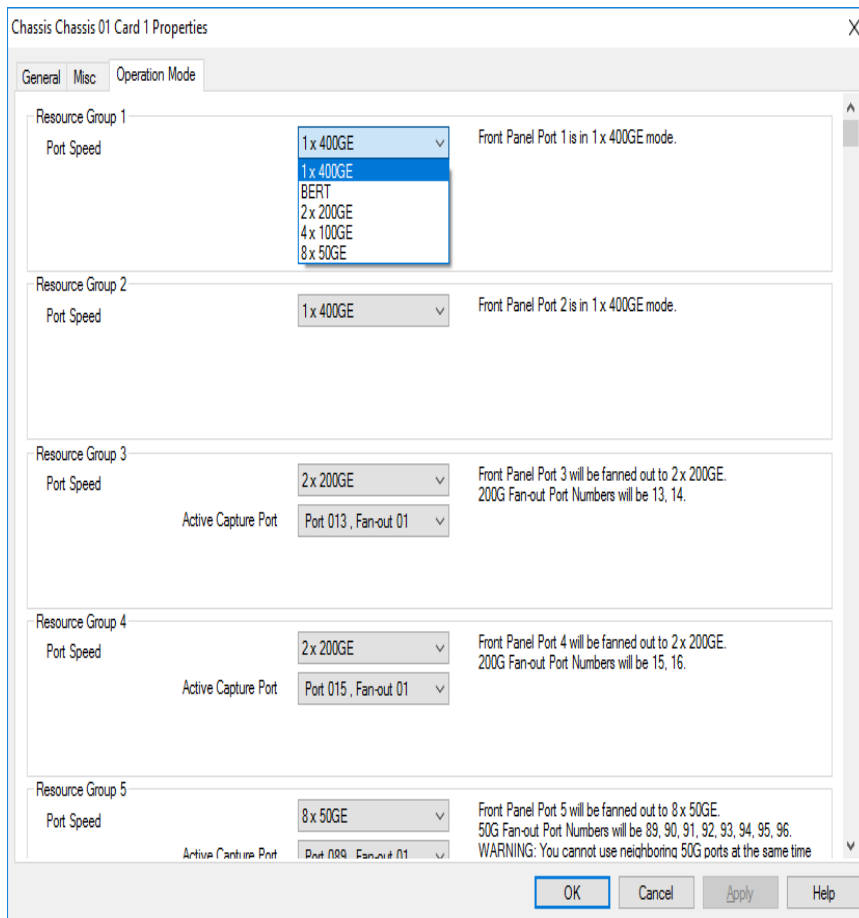 Chassis Chassis 01 Card 1 Properties
General Misc Operation Mode
Resource Group 1
Port Speed
1 x 400GE
Front Panel Port 1 is in 1 x 400GE mode.
1 x 400GE
BERT
2 x 200GE
4 x 100GE
8 x 50GE
Resource Group 2
Port Speed
1 x 400GE
Front Panel Port 2 is in 1 x 400GE mode.
Resource Group 3
Port Speed
2 x 200GE
Front Panel Port 3 will be fanned out to 2 x 200GE.
200G Fan-out Port Numbers will be 13, 14.
Active Capture Port
Port 013 , Fan-out 01
Resource Group 4
Port Speed
2 x 200GE
Front Panel Port 4 will be fanned out to 2 x 200GE.
200G Fan-out Port Numbers will be 15, 16.
Active Capture Port
Port 015 , Fan-out 01
Resource Group 5
Port Speed
8 x 50GE
Front Panel Port 5 will be fanned out to 8 x 50GE.
50G Fan-out Port Numbers will be 89, 90, 91, 92, 93, 94, 95, 96.
WARNING: You cannot use neighboring 50G ports at the same time
Active Capture Port
Port 089 , Fan-out 01
OK Cancel Apply Help